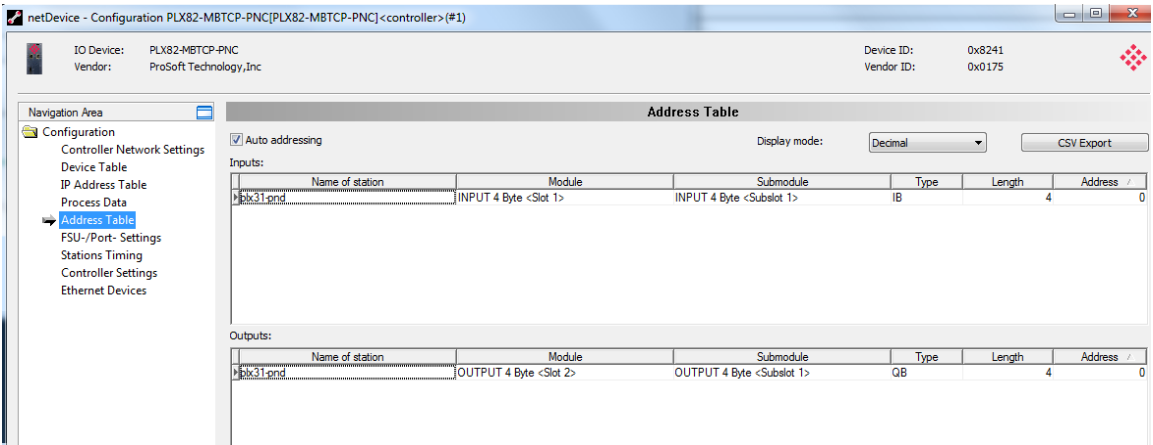 netDevice - Configuration PLX82-MBTCP-PNC[PLX82-MBTCP-PNC]<controller>(#1)
IO Device: PLX82-MBTCP-PNC Device ID: 0x8241
Vendor: ProSoft Technology,Inc Vendor ID: 0x0175
Navigation Area
Configuration
Controller Network Settings
Device Table
IP Address Table
Process Data
Address Table
FSU-/Port- Settings
Stations Timing
Controller Settings
Ethernet Devices
Address Table
Auto addressing Display mode: Decimal CSV Export
Inputs:
Name of station Module Submodule Type Length Address
plx31-pnd INPUT 4 Byte <Slot 1> INPUT 4 Byte <Subslot 1> IB 4 0
Outputs:
Name of station Module Submodule Type Length Address
plx31-pnd OUTPUT 4 Byte <Slot 2> OUTPUT 4 Byte <Subslot 1> QB 4 0